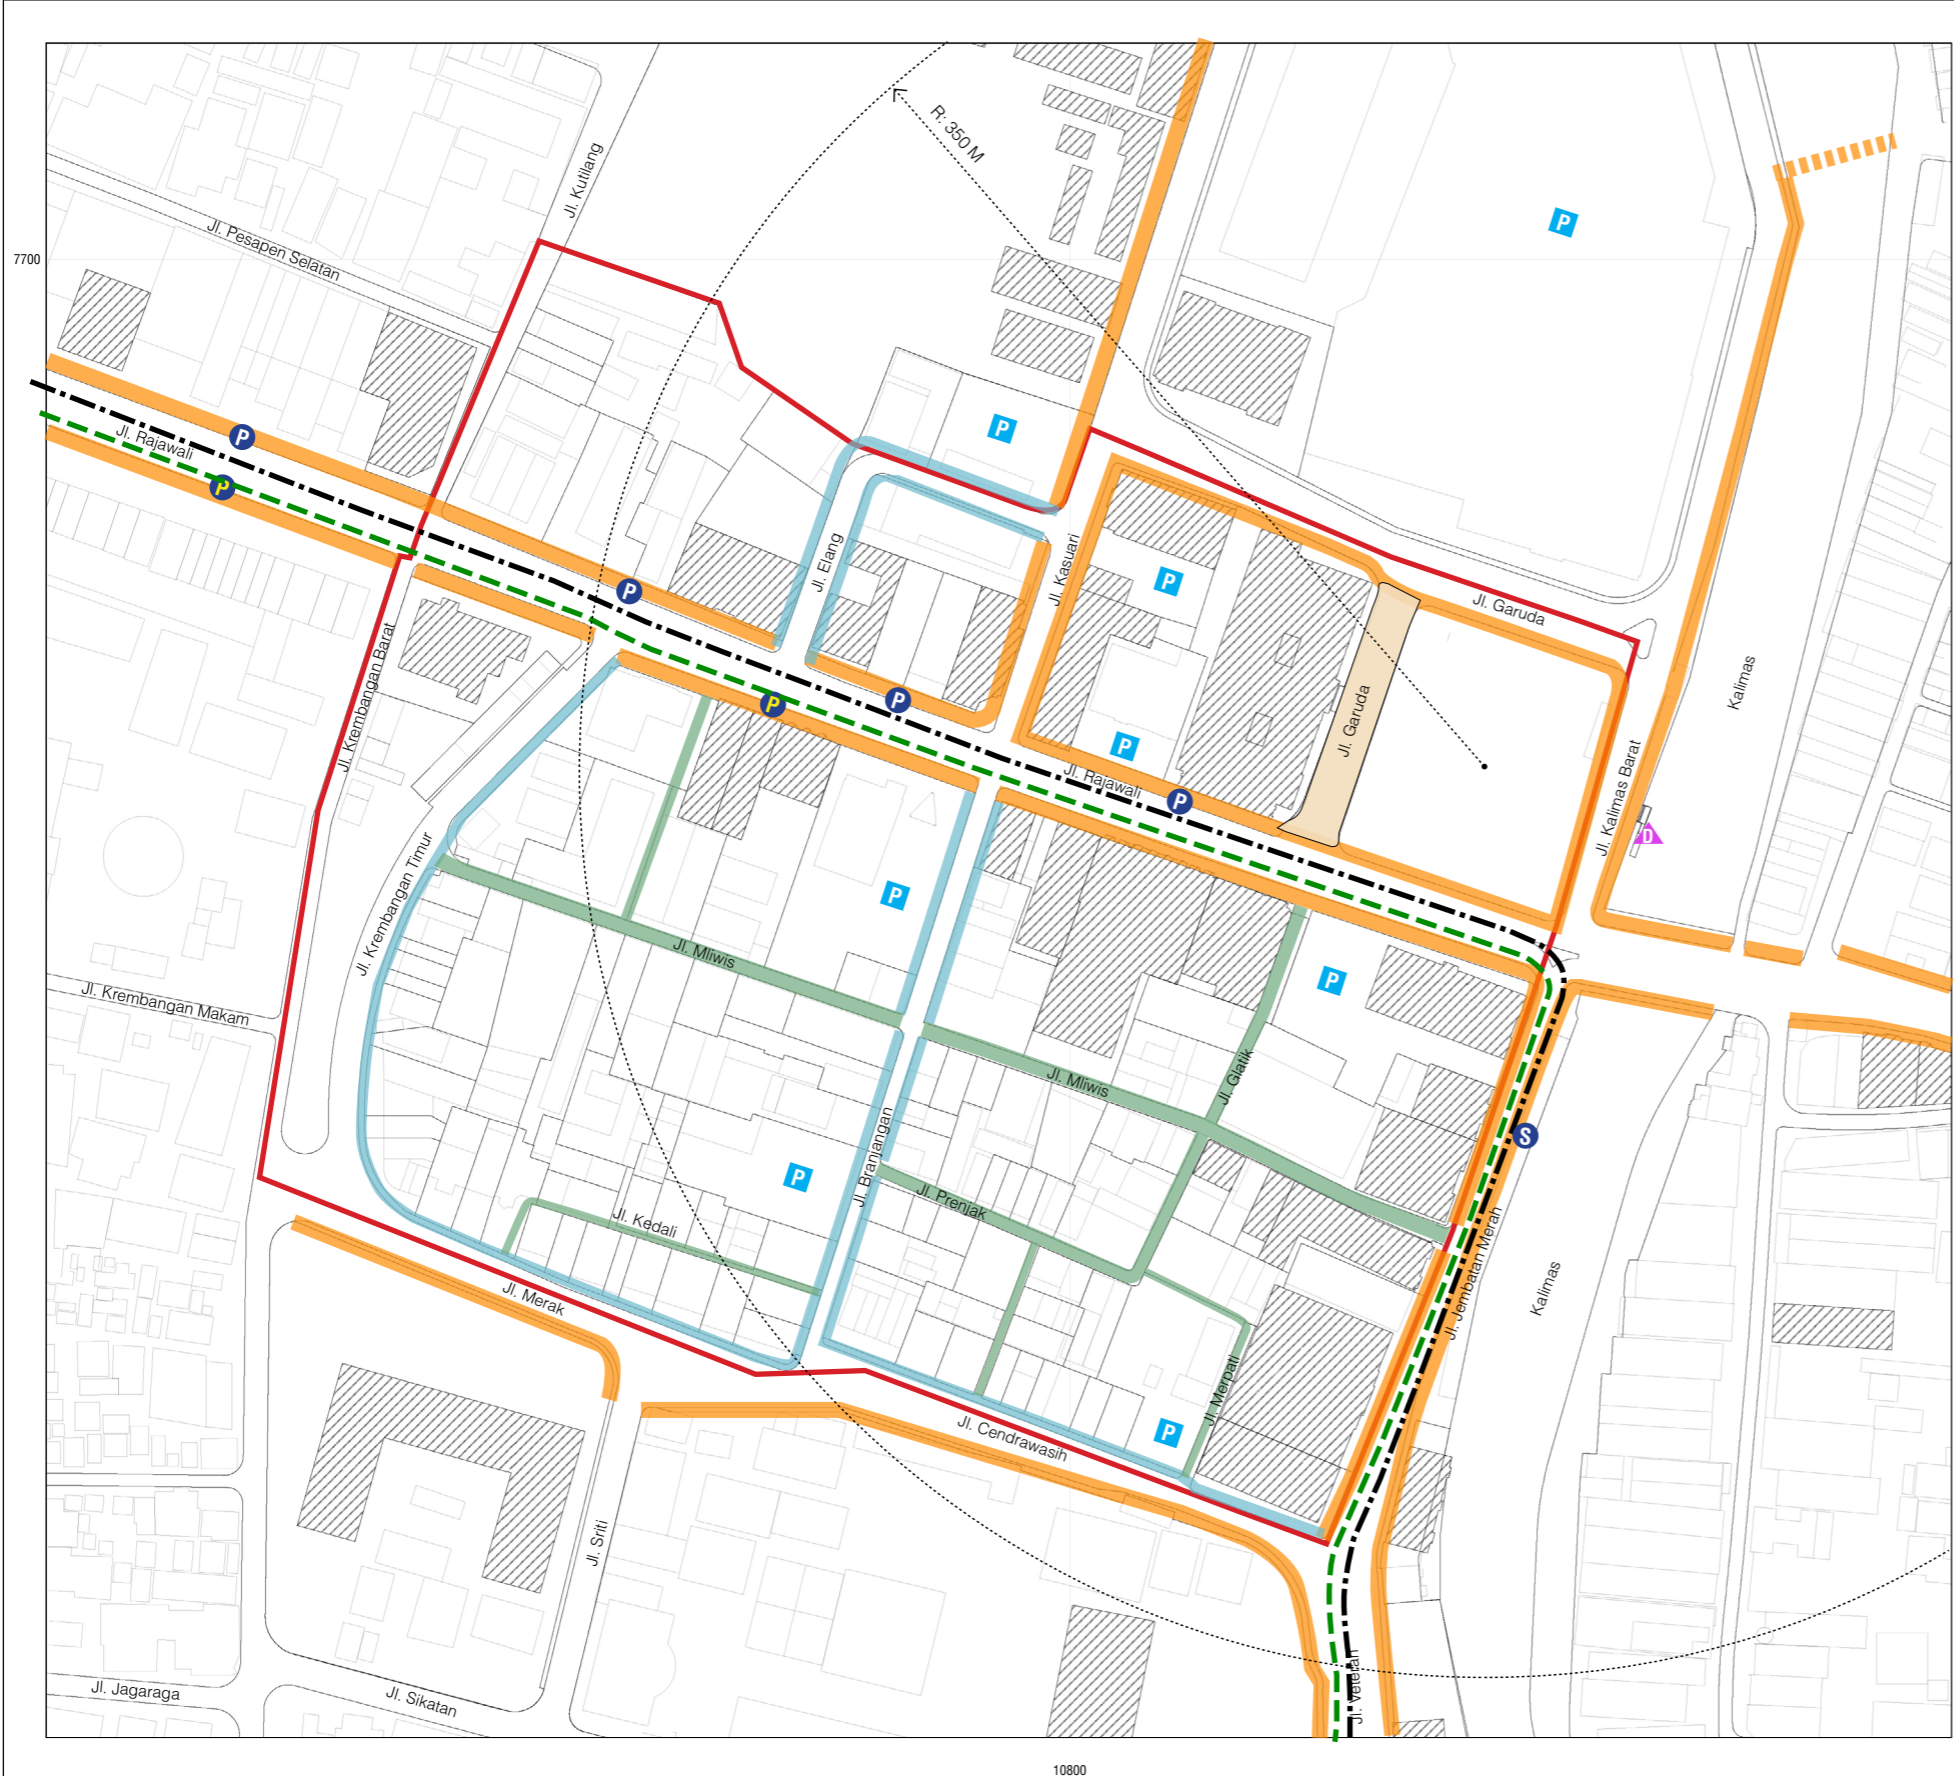 R: 350 M
Jl. Kutilang
P
Jl. Pesapen Selatan
7700
P
P
Jl. Rajawali
P
Jl. Elang
Jl. Kasuari
P
P
Jl. Garuda
Jl. Krembangan Barat
Kalimas
P
P
Jl. Garuda
P
Jl. Rajawali
P
Jl. Kalimas Barat
D
Jl. Krembangan Timur
P
Jl. Mliwis
P
Jl. Krembangan Makam
Jl. Mliwis
Jl. Glatik
S
Jl. Branjangan
P
Jl. Prenjak
Jl. Kedali
Jl. Jembatan Merah
Kalimas
Jl. Merak
Jl. Merpati
P
Jl. Cendrawasih
Jl. Sriti
Jl. Veteran
Jl. Jagaraga
Jl. Sikatan
10800